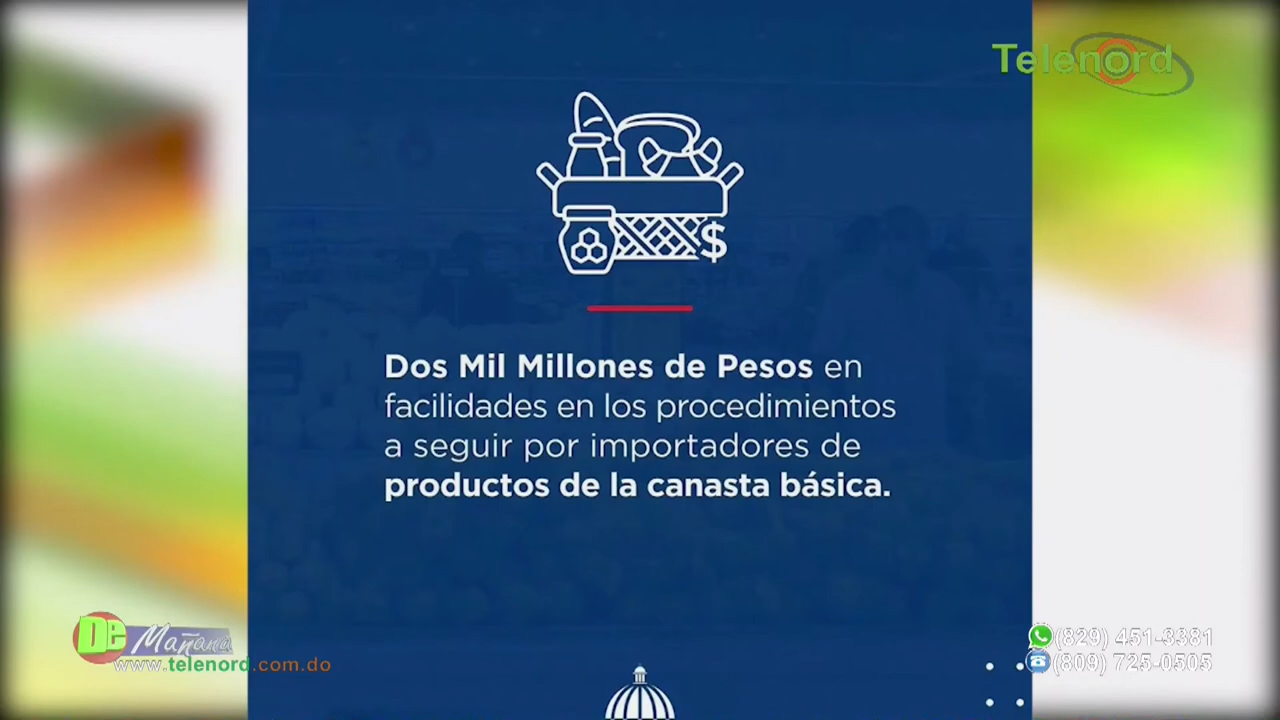 Telenord
$
Dos Mil Millones de Pesos en
facilidades en los procedimientos
a seguir por importadores de
productos de la canasta básica.
De Mañana
www.telenord.com.do
(829) 451-3381
(809) 725-0505